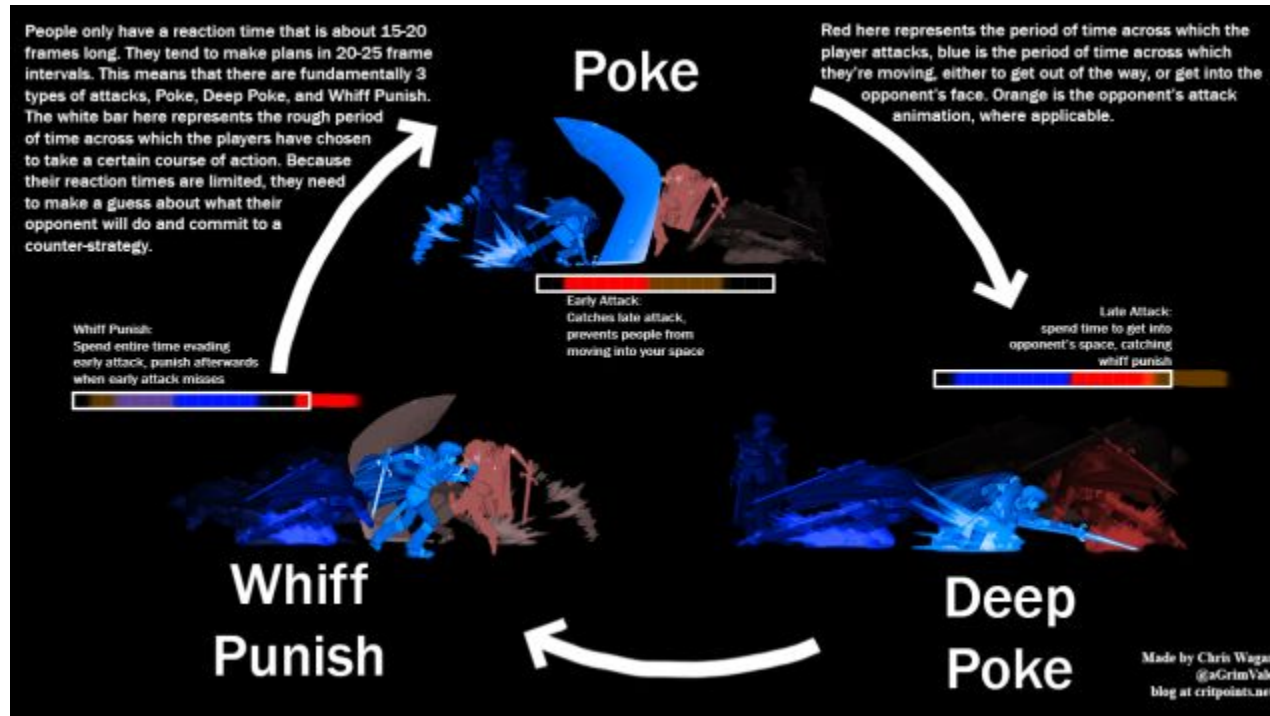 People only have a reaction time that is about 15-20
frames long. They tend to make plans in 20-25 frame
intervals. This means that there are fundamentally 3
types of attacks, Poke, Deep Poke, and Whiff Punish.
The white bar here represents the rough period
of time across which the players have chosen
to take a certain course of action. Because
their reaction times are limited, they need
to make a guess about what their
opponent will do and commit to a
counter-strategy.
Poke
Red here represents the period of time across which the
player attacks, blue is the period of time across which
they're moving, either to get out of the way, or get into the
opponent's face. Orange is the opponent's attack
animation, where applicable.
Early Attack:
Catches late attack,
prevents people from
moving into your space
Whiff Punish:
Spend entire time evading
early attack, punish afterwards
when early attack misses
Late Attack:
spend time to get into
opponent's space, catching
whiff punish
Whiff
Punish
Deep
Poke
Made by Chris Wagar
@aGrimVale
blog at critpoints.net